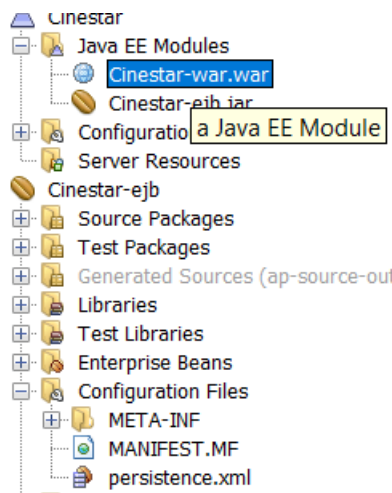 Cinestar
Java EE Modules
Cinestar-war.war
Cinestar-ejb.jar
Configuratio
a Java EE Module
Server Resources
Cinestar-ejb
Source Packages
Test Packages
Generated Sources (ap-source-out
Libraries
Test Libraries
Enterprise Beans
Configuration Files
META-INF
MANIFEST.MF
persistence.xml